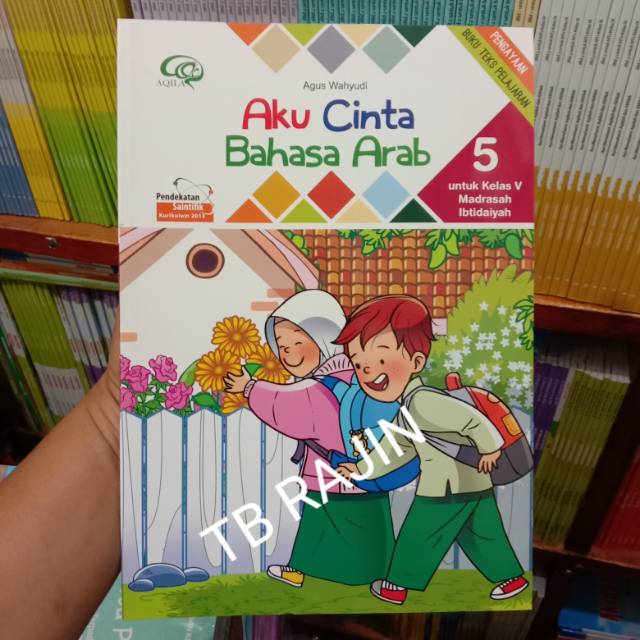 AQILA
Agus Wahyudi
Aku Cinta
Bahasa Arab
PENGAYAAN
BUKU TEKS PELAJARAN
5
untuk Kelas V
Madrasah
Ibtidaiyah
Pendekatan
Saintifik
Kurikulum 2013
TB RAJIN